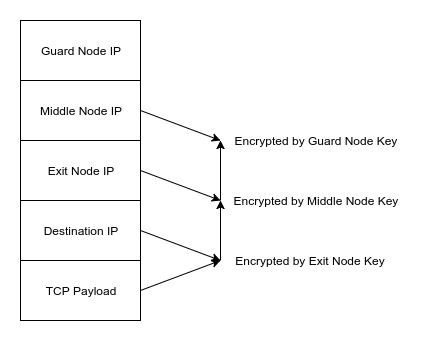 Guard Node IP
Middle Node IP
Encrypted by Guard Node Key
Exit Node IP
Encrypted by Middle Node Key
Destination IP
Encrypted by Exit Node Key
TCP Payload